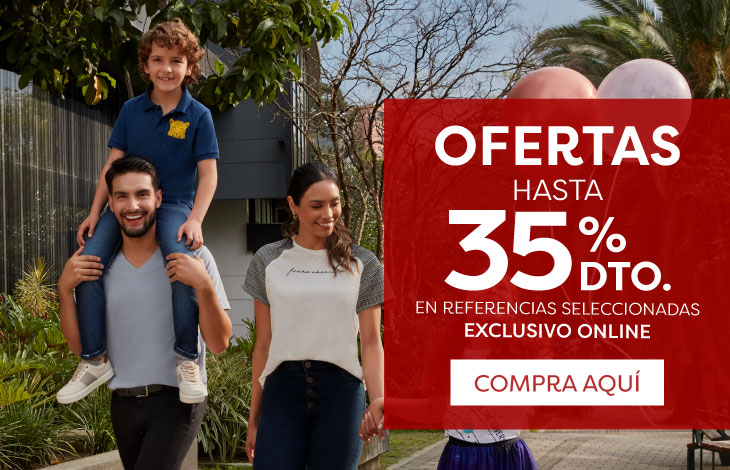 OFERTAS
HASTA
35%
DTO.
EN REFERENCIAS SELECCIONADAS
EXCLUSIVO ONLINE
COMPRA AQUÍ